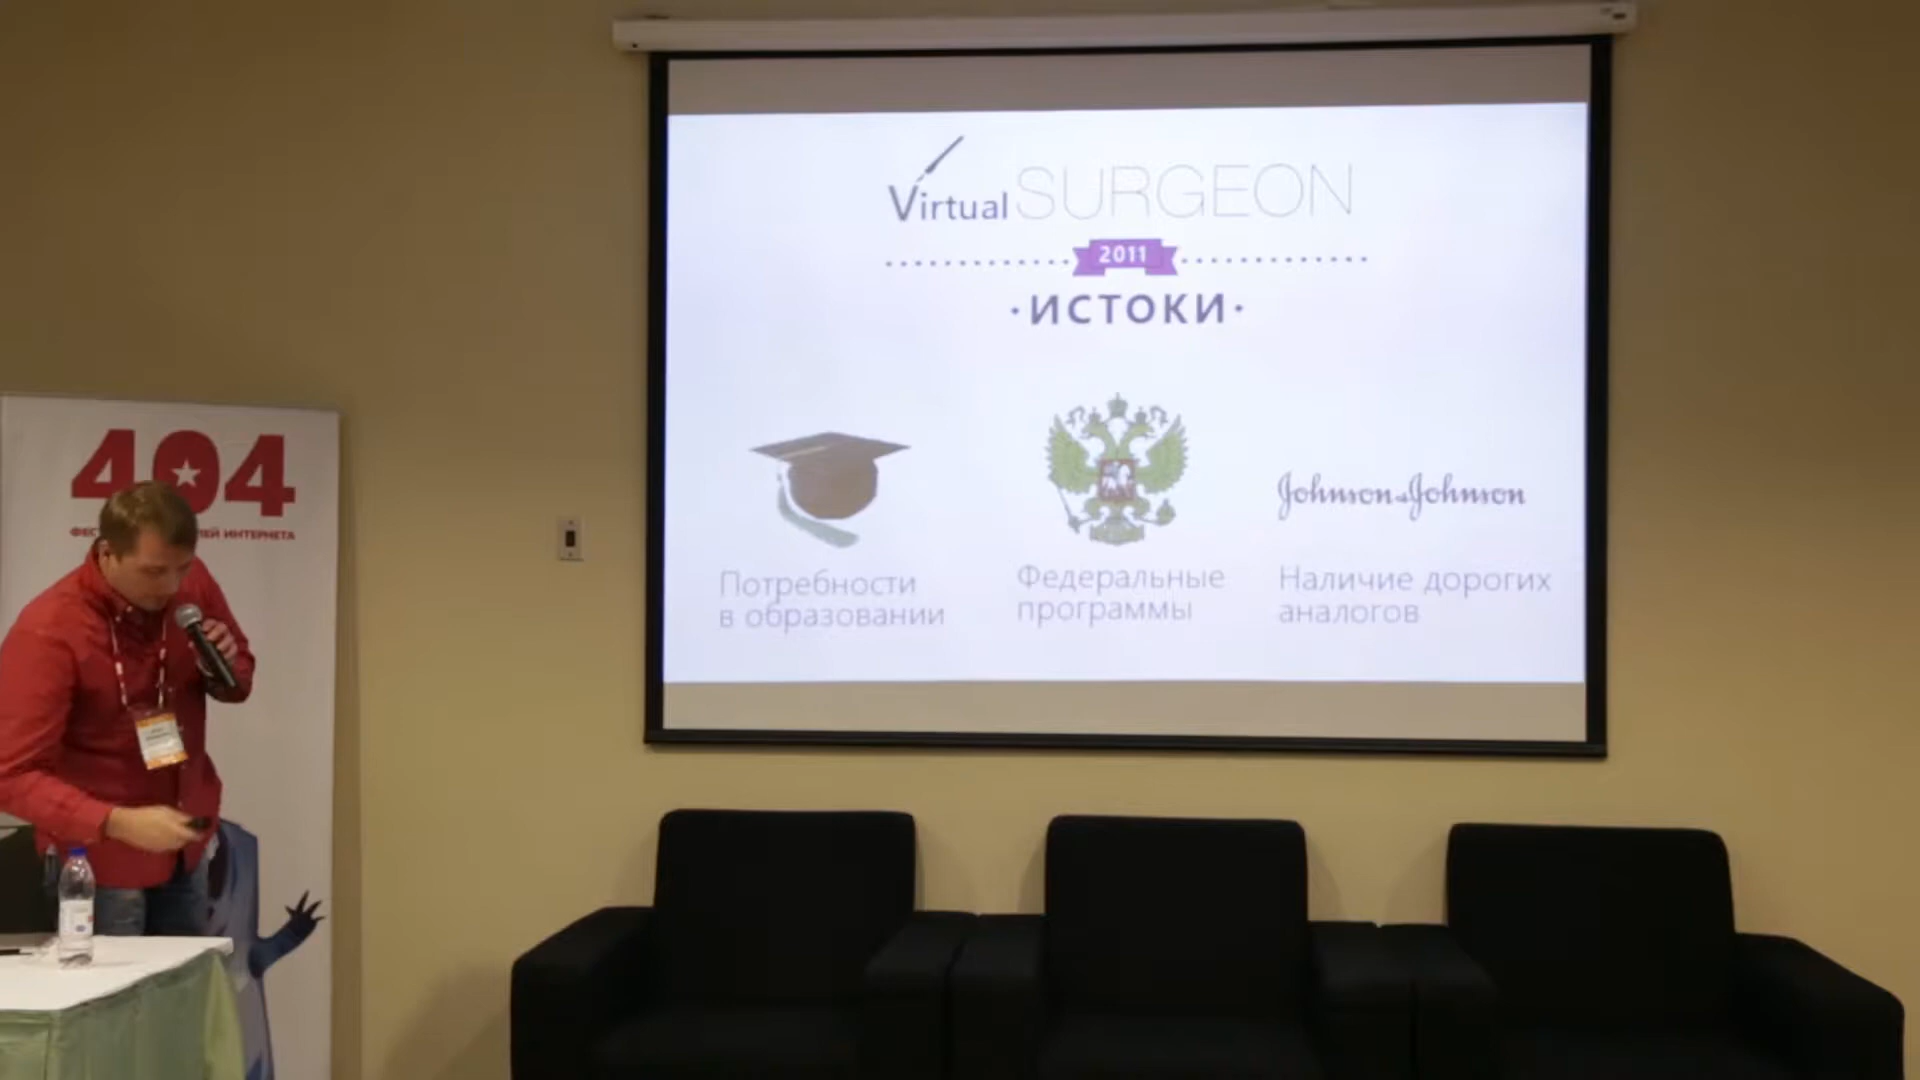 Virtual SURGEON
2011
·ИСТОКИ·
Johnson & Johnson
Потребности
в образовании
Федеральные
программы
Наличие дорогих
аналогов
404
ИНТЕРНЕТА